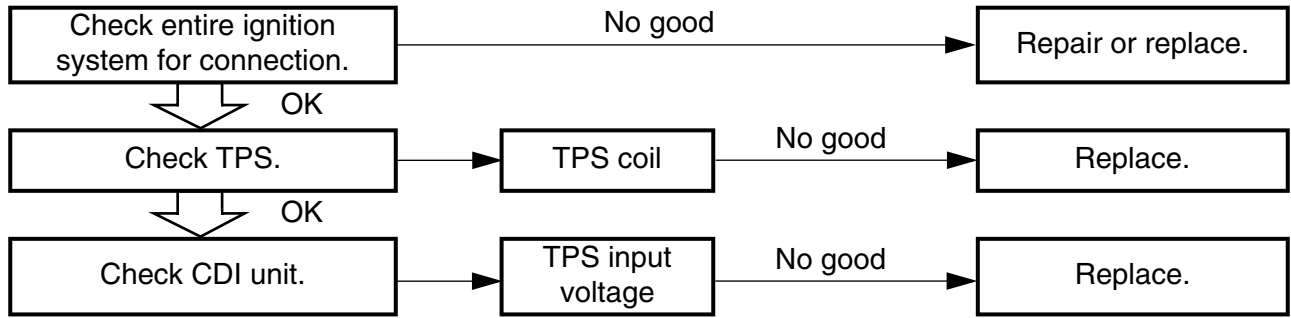 Check entire ignition
system for connection.
No good
Repair or replace.
OK
Check TPS.
TPS coil
No good
Replace.
OK
Check CDI unit.
TPS input
voltage
No good
Replace.